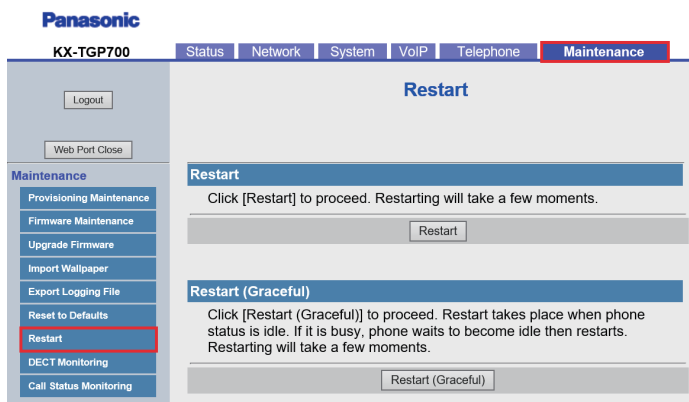 Panasonic
KX-TGP700
Status Network System VoIP Telephone Maintenance
Logout
Web Port Close
Maintenance
Provisioning Maintenance
Firmware Maintenance
Upgrade Firmware
Import Wallpaper
Export Logging File
Reset to Defaults
Restart
DECT Monitoring
Call Status Monitoring
Restart
Restart
Click [Restart] to proceed. Restarting will take a few moments.
Restart
Restart (Graceful)
Click [Restart (Graceful)] to proceed. Restart takes place when phone
status is idle. If it is busy, phone waits to become idle then restarts.
Restarting will take a few moments.
Restart (Graceful)